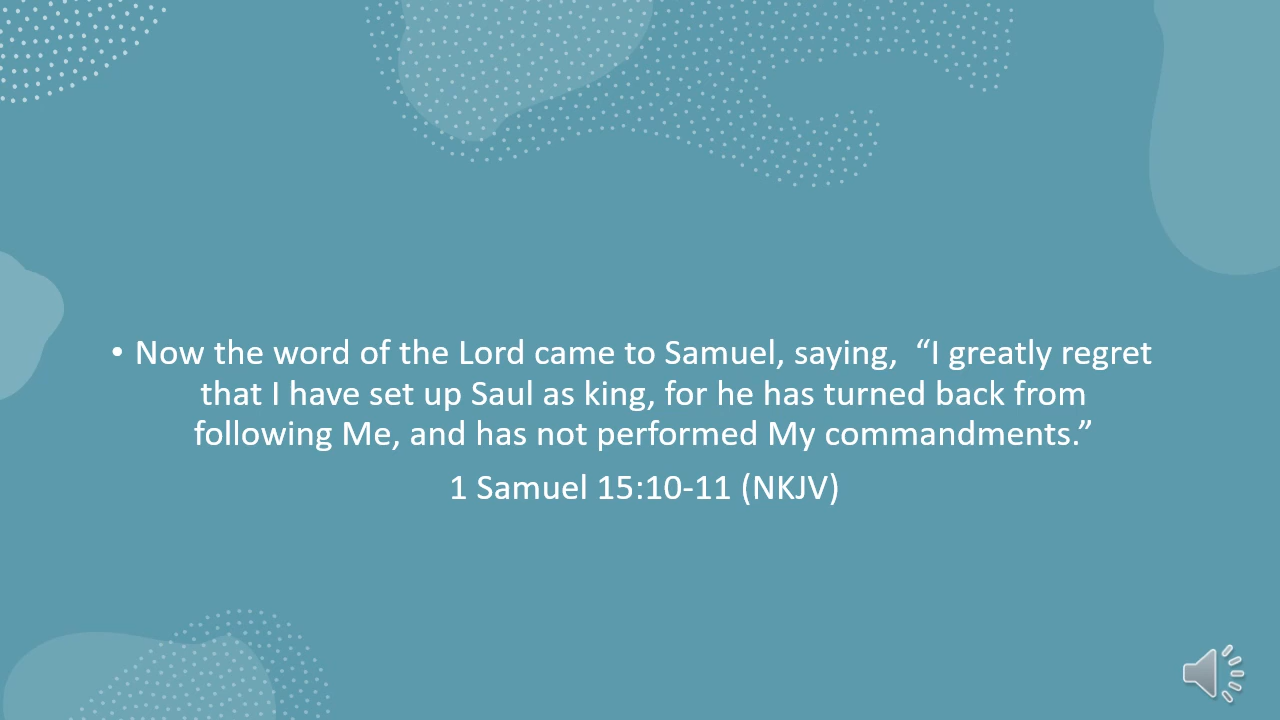 • Now the word of the Lord came to Samuel, saying,  “I greatly regret
that I have set up Saul as king, for he has turned back from
following Me, and has not performed My commandments.”
1 Samuel 15:10-11 (NKJV)